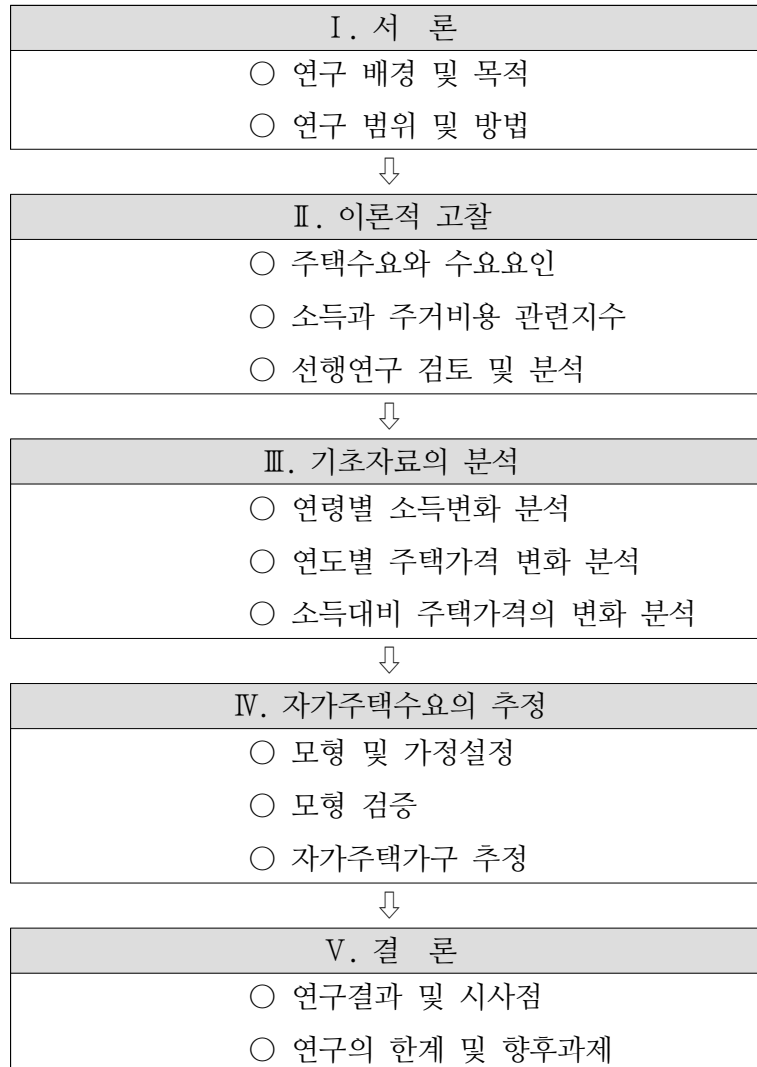 Ⅰ. 서 론
○ 연구 배경 및 목적
○ 연구 범위 및 방법
⇩
Ⅱ. 이론적 고찰
○ 주택수요와 수요요인
○ 소득과 주거비용 관련지수
○ 선행연구 검토 및 분석
⇩
Ⅲ. 기초자료의 분석
○ 연령별 소득변화 분석
○ 연도별 주택가격 변화 분석
○ 소득대비 주택가격의 변화 분석
⇩
Ⅳ. 자가주택수요의 추정
○ 모형 및 가정설정
○ 모형 검증
○ 자가주택가구 추정
⇩
Ⅴ. 결 론
○ 연구결과 및 시사점
○ 연구의 한계 및 향후과제